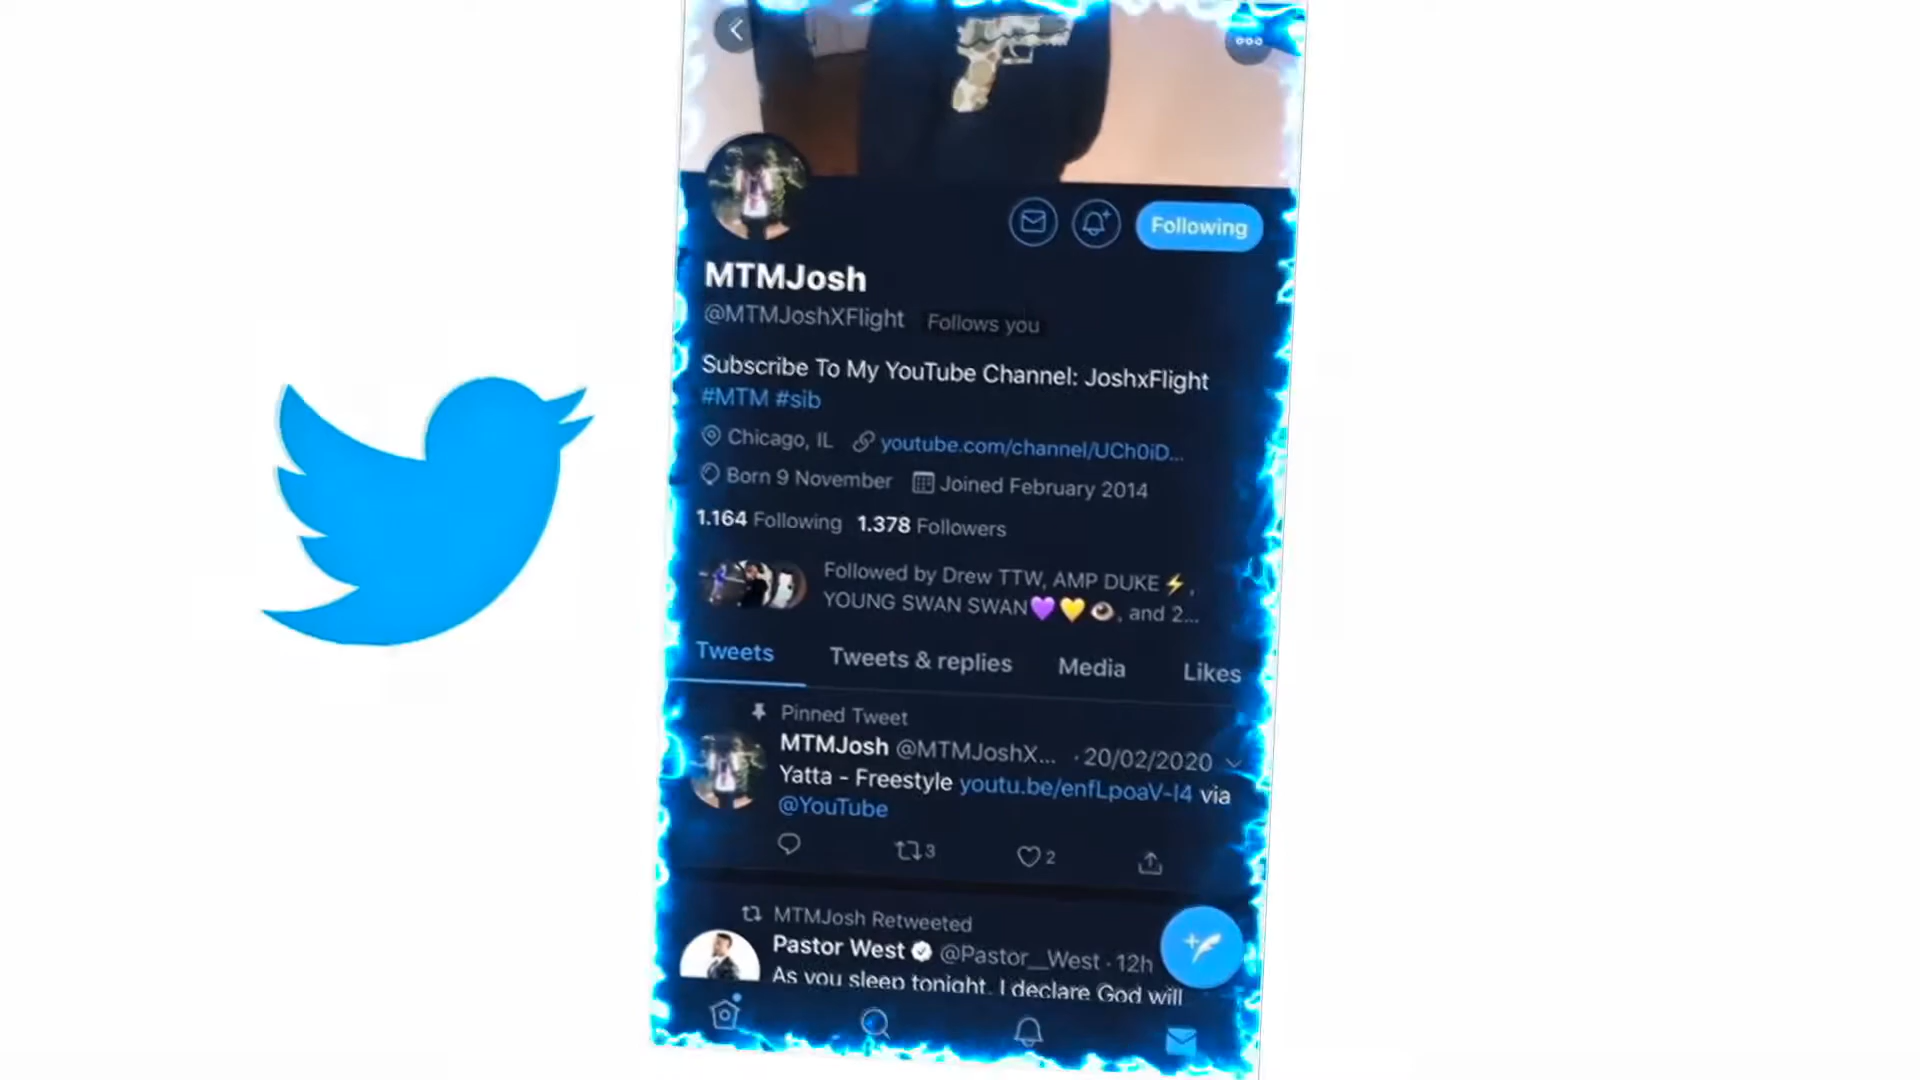 Following
MTMJosh
@MTMJoshXFlight Follows you
Subscribe To My YouTube Channel: JoshxFlight
#MTM #sib
Chicago, IL youtube.com/channel/UCh0iD...
Born 9 November Joined February 2014
1.164 Following 1.378 Followers
Followed by Drew TTW, AMP DUKE⚡,
YOUNG SWAN SWAN💜💛👁, and 2...
Tweets Tweets & replies Media Likes
Pinned Tweet
MTMJosh @MTMJoshX... · 20/02/2020
Yatta - Freestyle youtu.be/enfLpoaV-I4 via
@YouTube
3 2
MTMJosh Retweeted
Pastor West @Pastor__West · 12h
As you sleep tonight, I declare God will